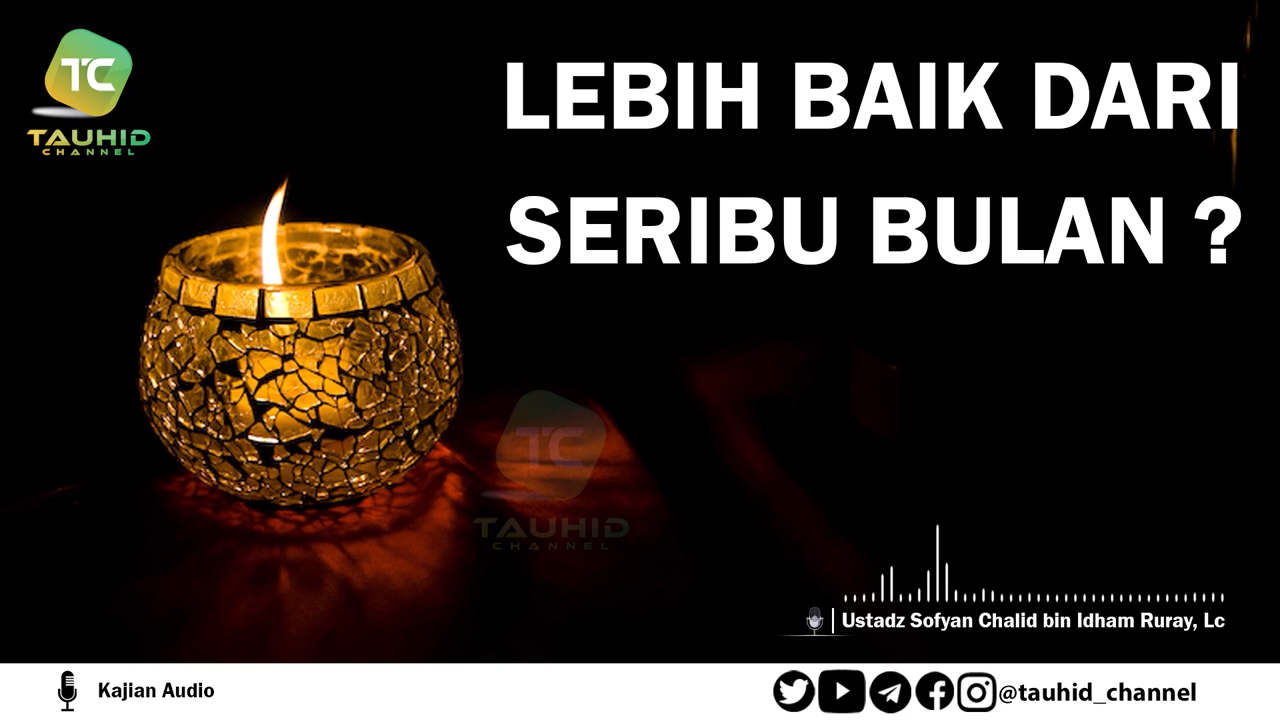 TC
TAUHID
CHANNEL
LEBIH BAIK DARI
SERIBU BULAN ?
TC
TAUHID
CHANNEL
Ustadz Sofyan Chalid bin Idham Ruray, Lc
Kajian Audio
@tauhid_channel